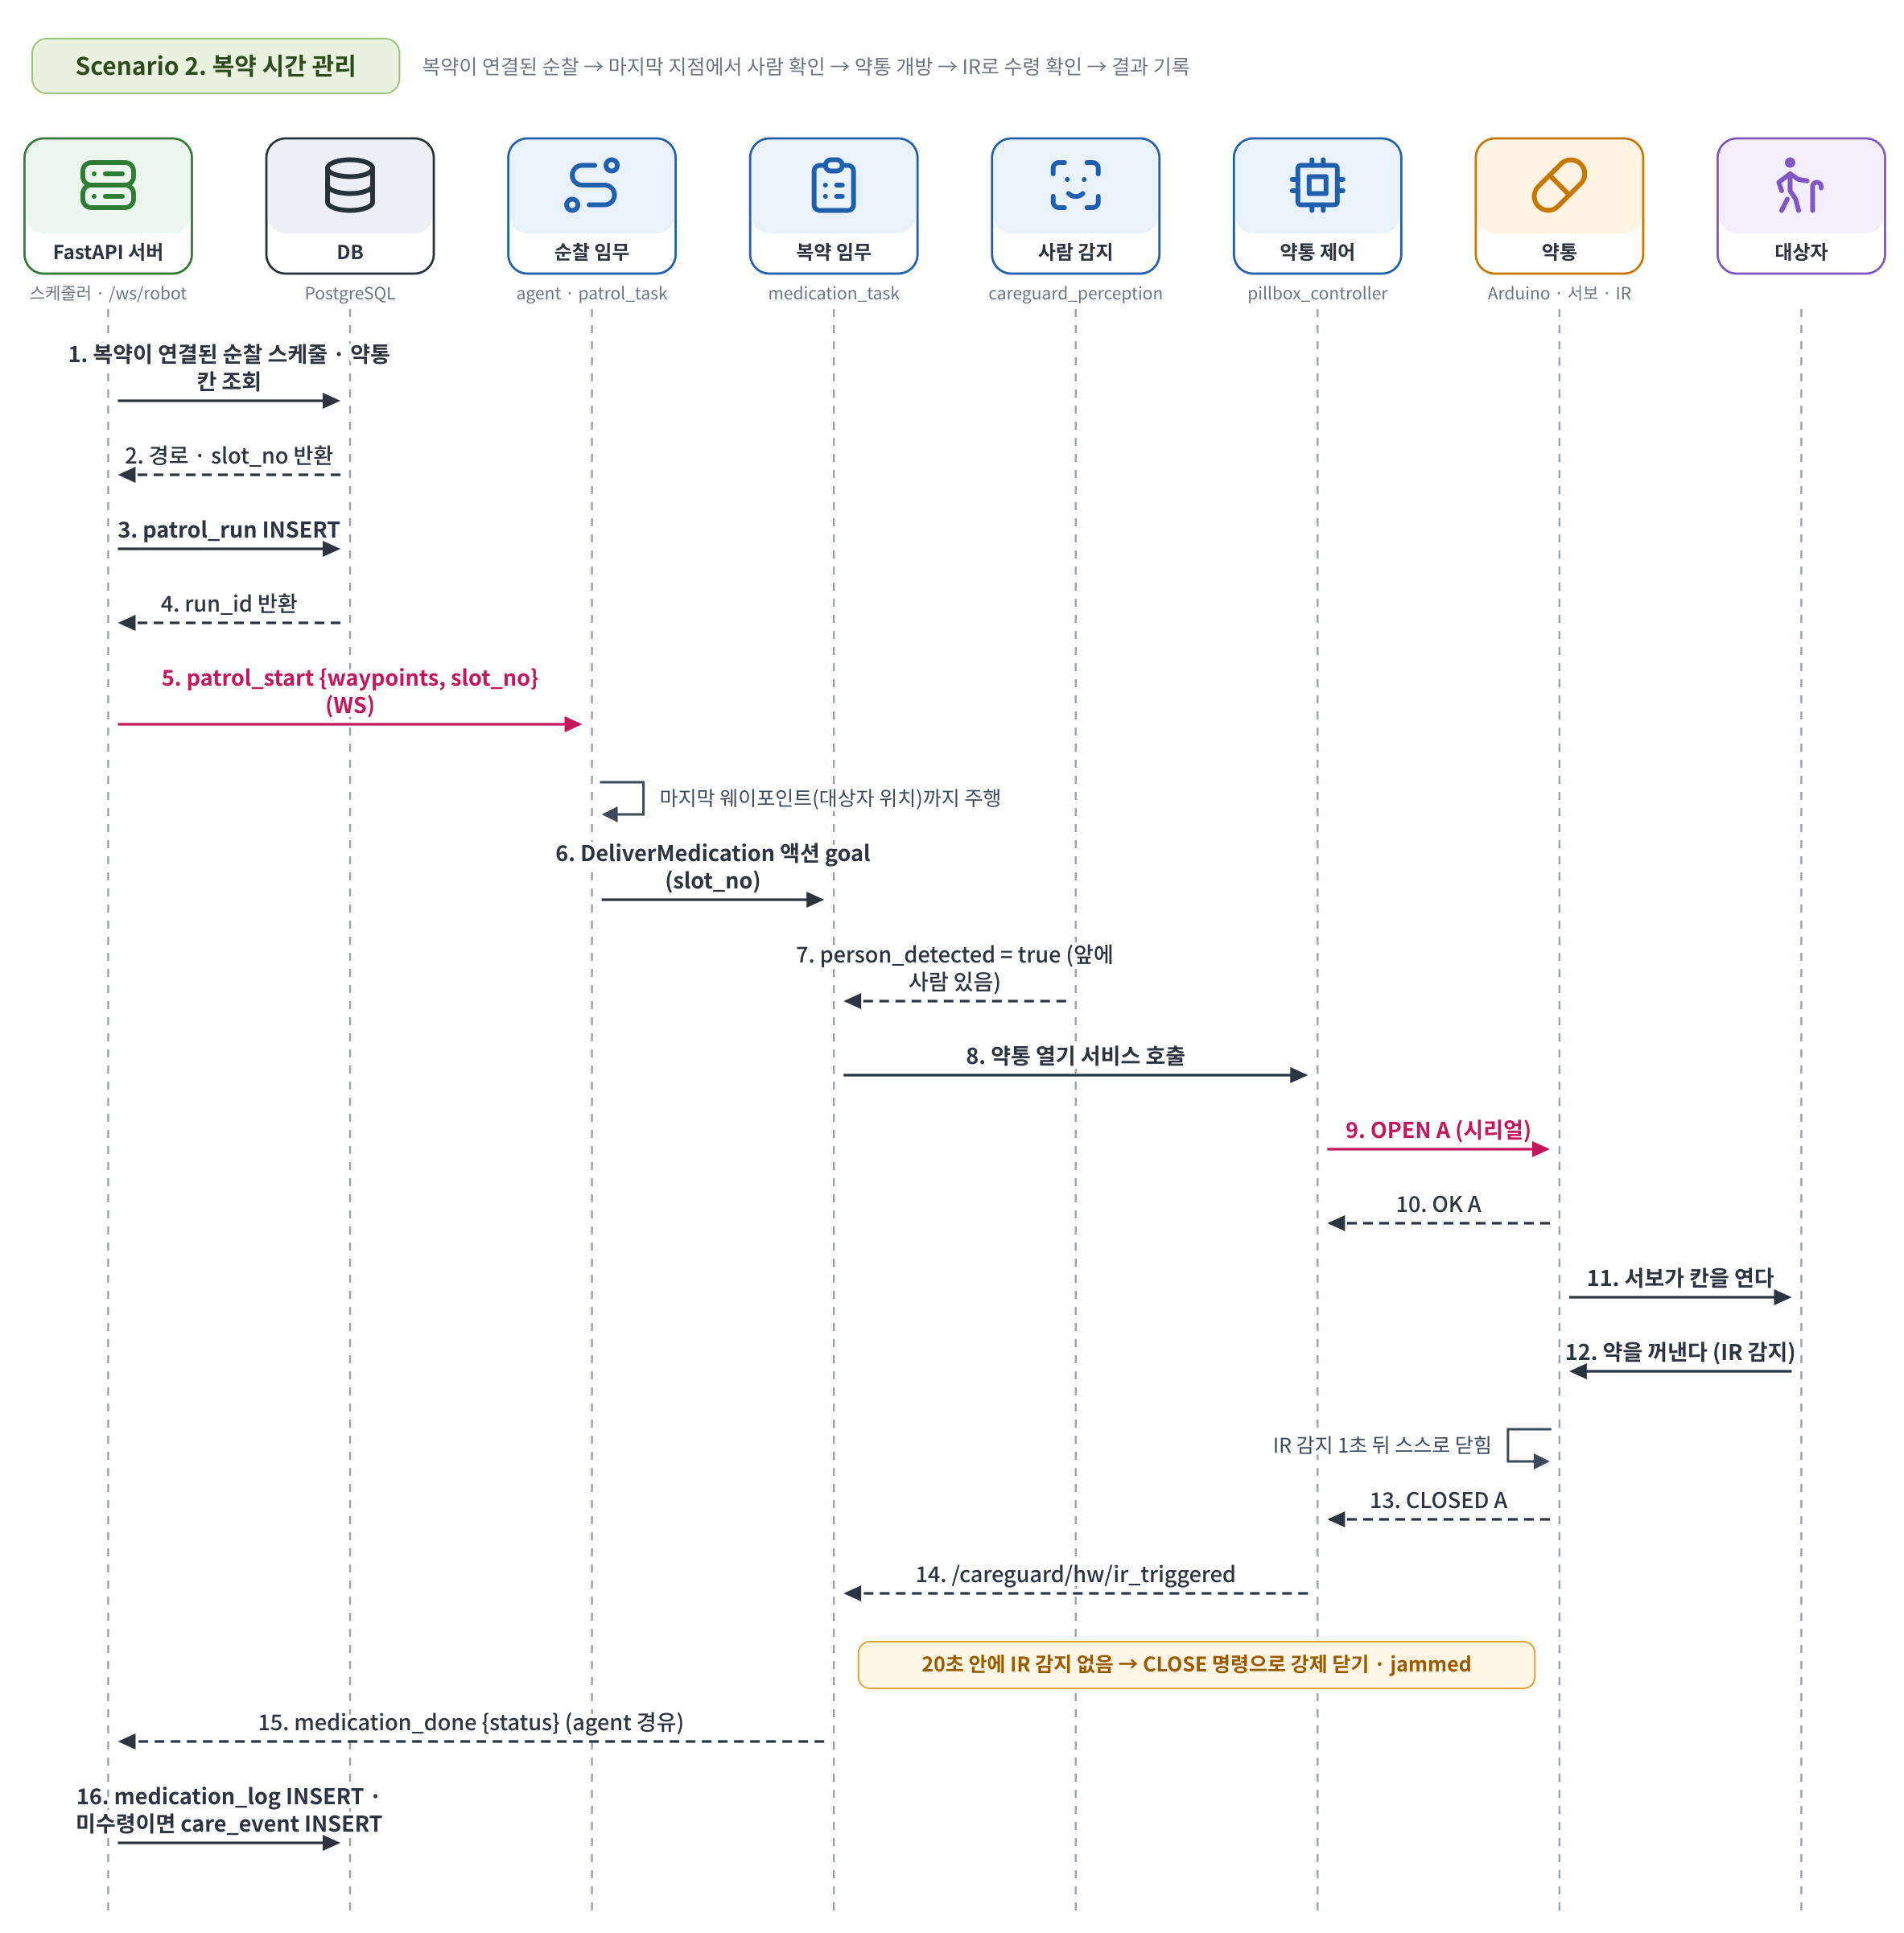 Scenario 2. 복약 시간 관리
복약이 연결된 순찰 → 마지막 지점에서 사람 확인 → 약통 개방 → IR로 수령 확인 → 결과 기록
FastAPI 서버
DB
순찰 임무
복약 임무
사람 감지
약통 제어
약통
대상자
스케줄러 · /ws/robot
PostgreSQL
agent · patrol_task
medication_task
careguard_perception
pillbox_controller
Arduino · 서보 · IR
1. 복약이 연결된 순찰 스케줄 · 약통
칸 조회
2. 경로 · slot_no 반환
3. patrol_run INSERT
4. run_id 반환
5. patrol_start {waypoints, slot_no}
(WS)
마지막 웨이포인트(대상자 위치)까지 주행
6. DeliverMedication 액션 goal
(slot_no)
7. person_detected = true (앞에
사람 있음)
8. 약통 열기 서비스 호출
9. OPEN A (시리얼)
10. OK A
11. 서보가 칸을 연다
12. 약을 꺼낸다 (IR 감지)
IR 감지 1초 뒤 스스로 닫힘
13. CLOSED A
14. /careguard/hw/ir_triggered
20초 안에 IR 감지 없음 → CLOSE 명령으로 강제 닫기 · jammed
15. medication_done {status} (agent 경유)
16. medication_log INSERT ·
미수령이면 care_event INSERT